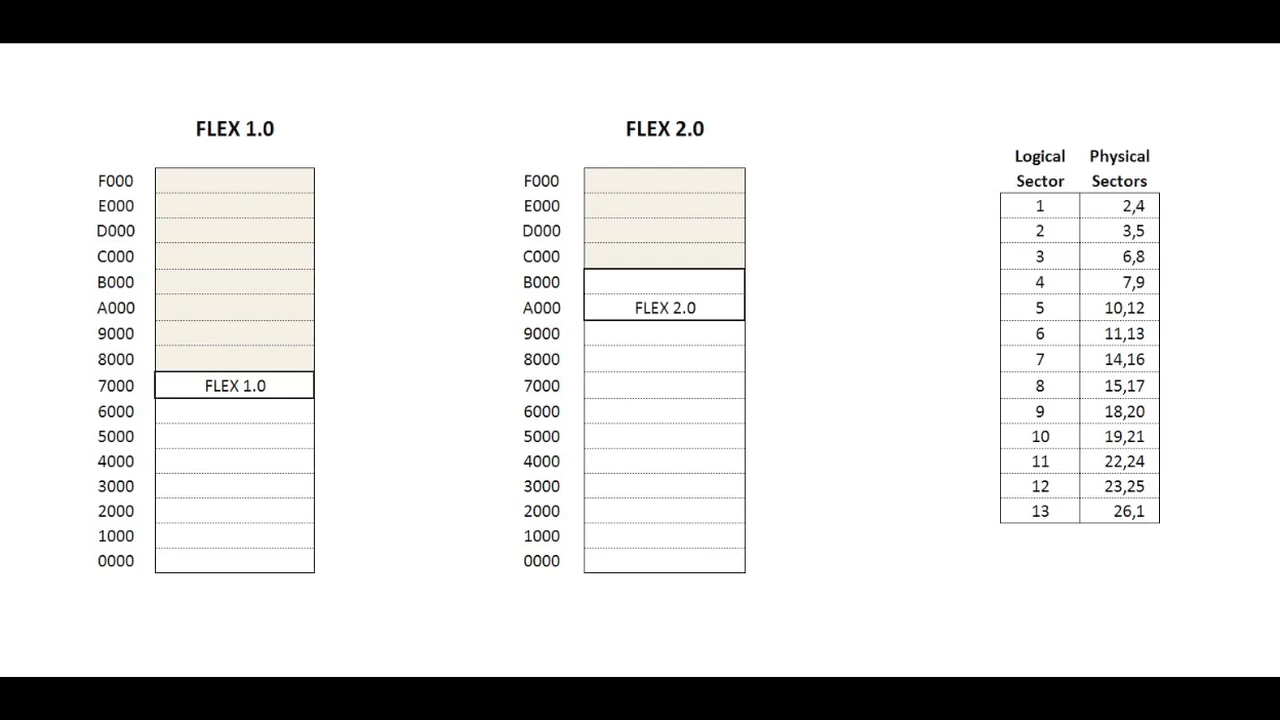 FLEX 1.0
F000
E000
D000
C000
B000
A000
9000
8000
7000 FLEX 1.0
6000
5000
4000
3000
2000
1000
0000
FLEX 2.0
F000
E000
D000
C000
B000
A000 FLEX 2.0
9000
8000
7000
6000
5000
4000
3000
2000
1000
0000
Logical Physical
Sector Sectors
1 2,4
2 3,5
3 6,8
4 7,9
5 10,12
6 11,13
7 14,16
8 15,17
9 18,20
10 19,21
11 22,24
12 23,25
13 26,1